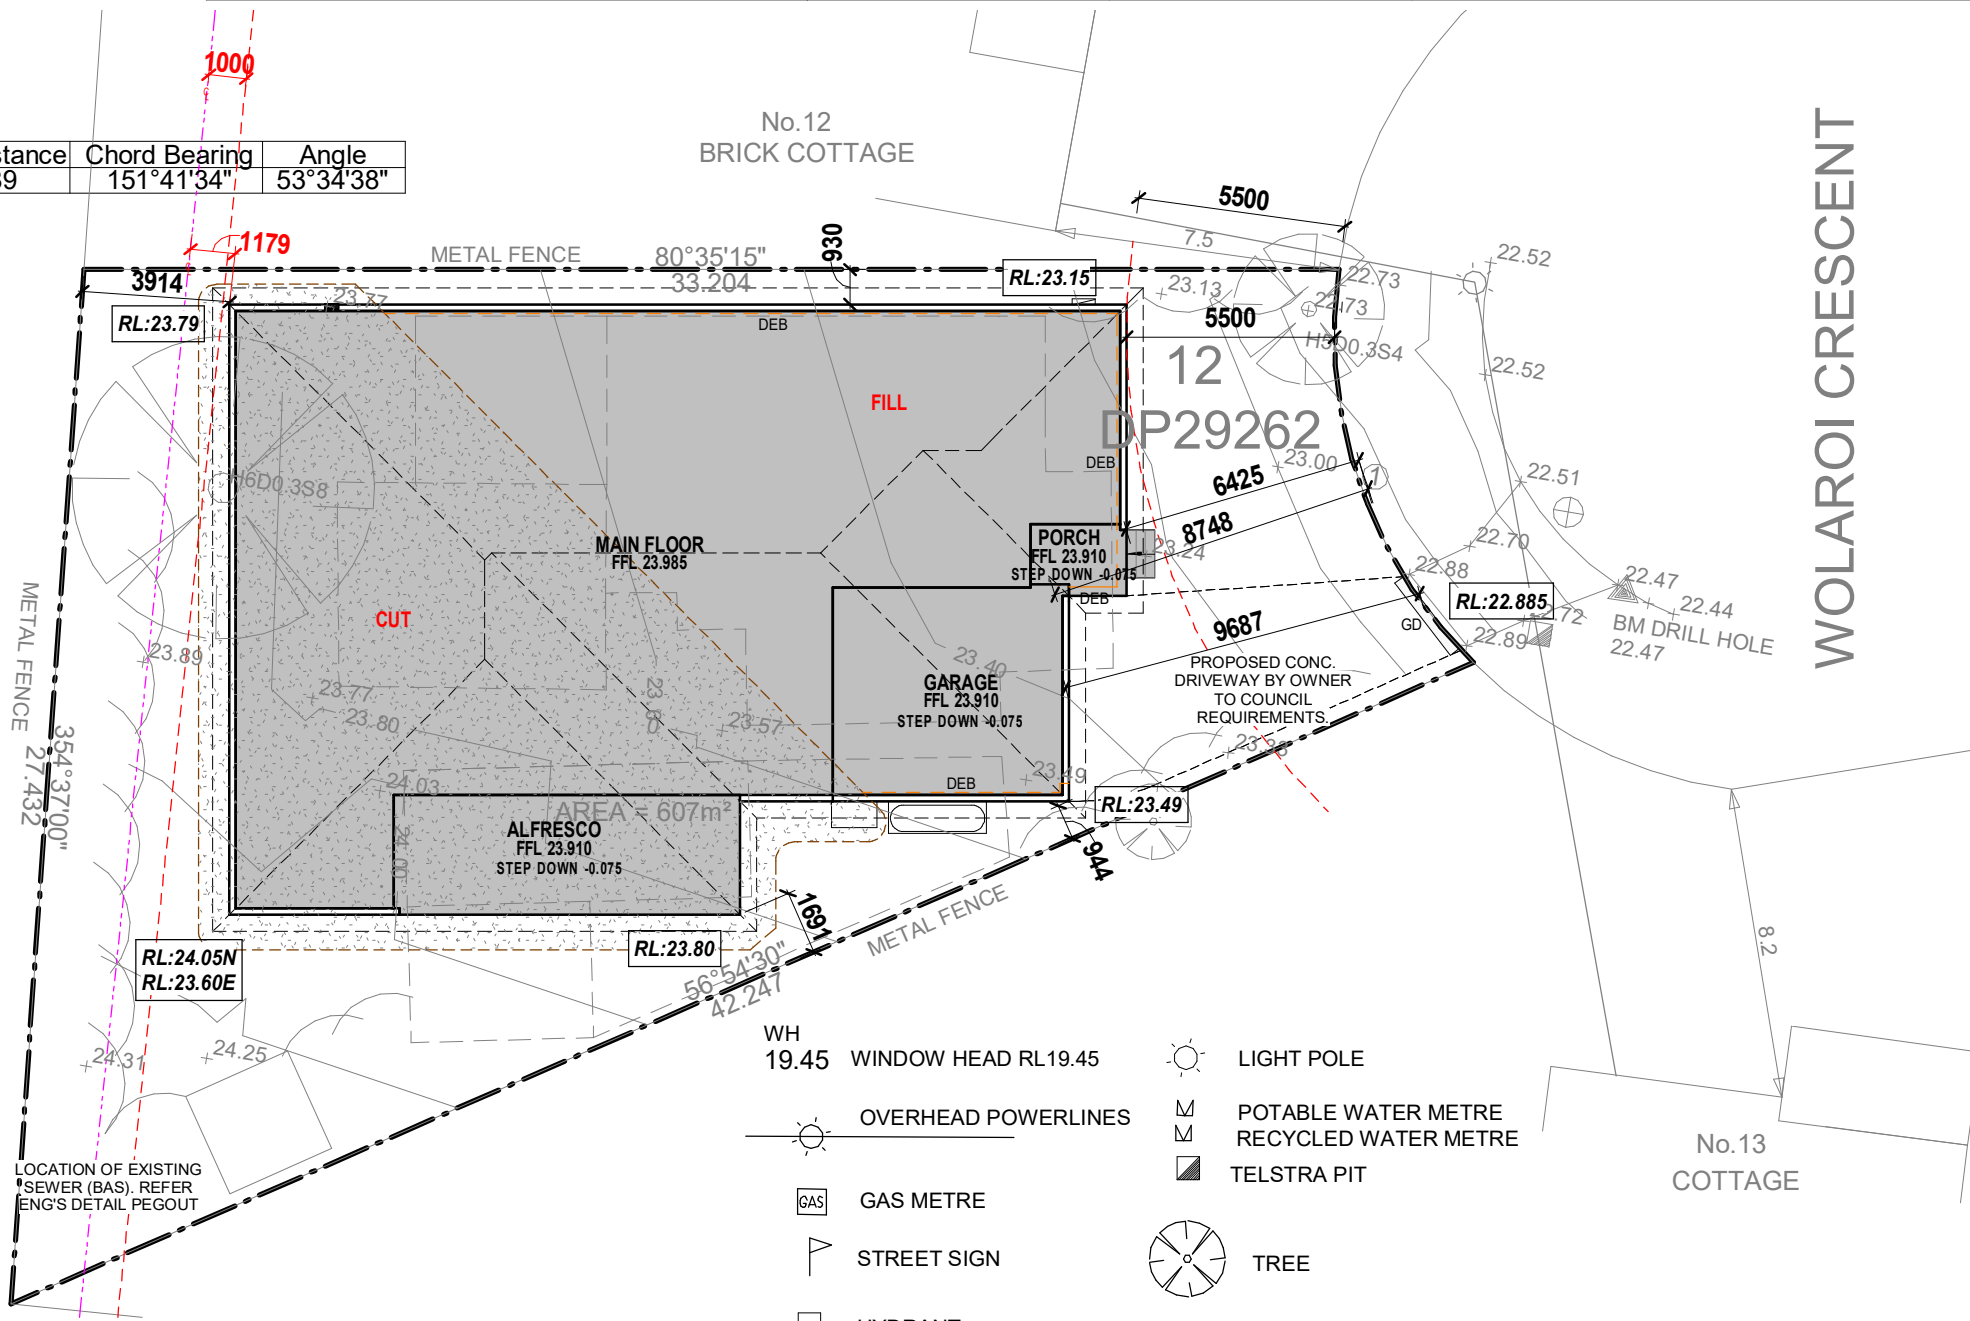 1000
No.12
BRICK COTTAGE
Chord Bearing
Angle
151°41'34"
53°34'38"
WOLAROI CRESCENT
5500
7.5
1179
METAL FENCE
80°35'15"
33.204
930
3914
RL:23.79
RL:23.15
23.13
22.73
22.73
22.52
DEB
5500
H5D0.3S4
22.52
12
DP29262
FILL
DEB
23.00
1
6425
8748
22.51
H6D0.3S8
MAIN FLOOR
FFL 23.985
PORCH
FFL 23.910
STEP DOWN -0.075
23.24
22.70
22.88
22.47
22.44
DEB
RL:22.885
22.72
BM DRILL HOLE
22.47
22.89
GD
9687
CUT
METAL FENCE
354°37'00"
27.432
23.89
23.77
23.80
23.57
23.40
GARAGE
FFL 23.910
STEP DOWN -0.075
PROPOSED CONC.
DRIVEWAY BY OWNER
TO COUNCIL
REQUIREMENTS.
23.49
DEB
24.03
AREA = 607m²
RL:23.49
ALFRESCO
FFL 23.910
STEP DOWN -0.075
24.00
944
1691
METAL FENCE
RL:24.05N
RL:23.60E
RL:23.80
56°54'30"
42.247
8.2
24.31
24.25
WH
19.45
WINDOW HEAD RL19.45
LIGHT POLE
OVERHEAD POWERLINES
POTABLE WATER METRE
RECYCLED WATER METRE
TELSTRA PIT
No.13
COTTAGE
LOCATION OF EXISTING
SEWER (BAS). REFER
ENG'S DETAIL PEGOUT
GAS
GAS METRE
STREET SIGN
TREE